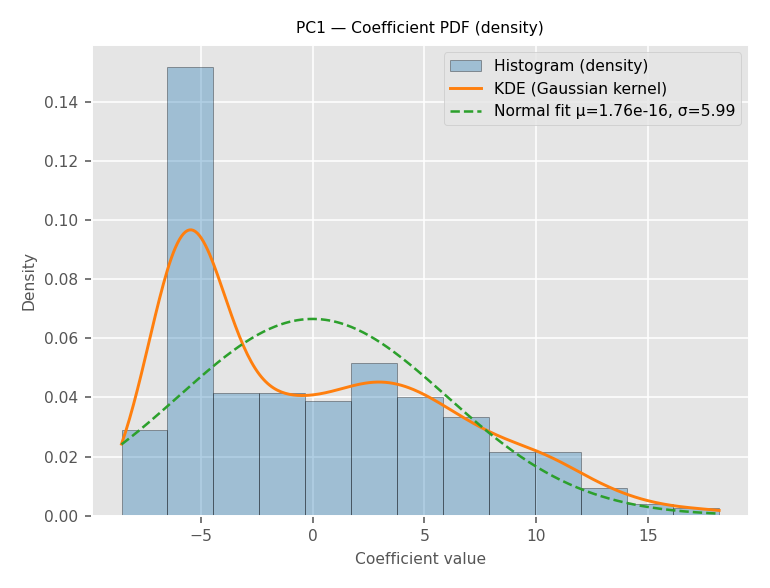 PC1 — Coefficient PDF (density)
Histogram (density)
KDE (Gaussian kernel)
Normal fit μ=1.76e-16, σ=5.99
0.14
0.12
0.10
0.08
0.06
0.04
0.02
0.00
Density
−5
0
5
10
15
Coefficient value